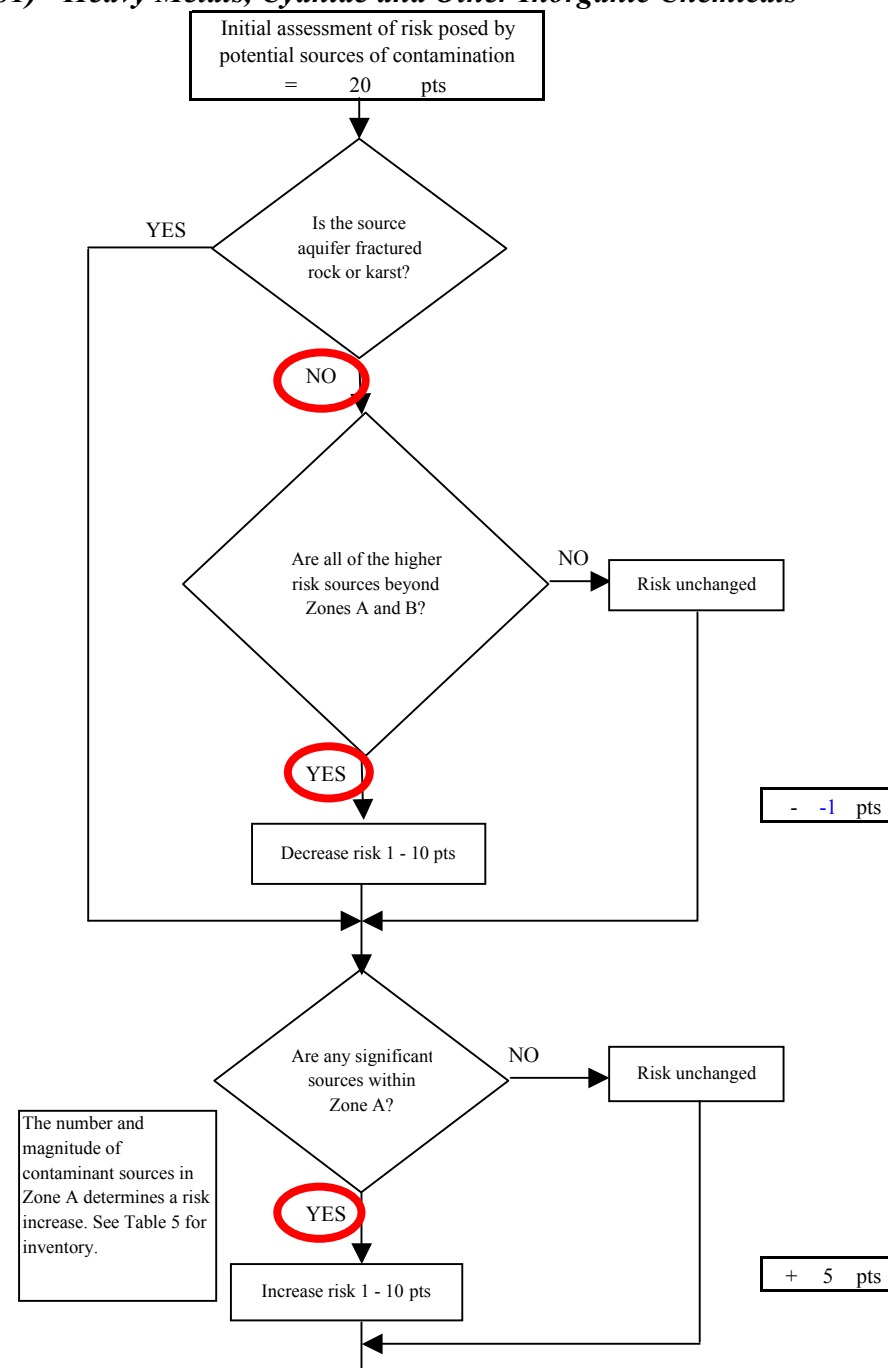 Heavy Metals, Cyanide and Other Inorganic Chemicals
Initial assessment of risk posed by
potential sources of contamination
= 20 pts
YES
Is the source
aquifer fractured
rock or karst?
NO
Are all of the higher
risk sources beyond
Zones A and B?
NO
Risk unchanged
YES
- -1 pts
Decrease risk 1 - 10 pts
Are any significant
sources within
Zone A?
NO
Risk unchanged
The number and
magnitude of
contaminant sources in
Zone A determines a risk
increase. See Table 5 for
inventory.
YES
+ 5 pts
Increase risk 1 - 10 pts